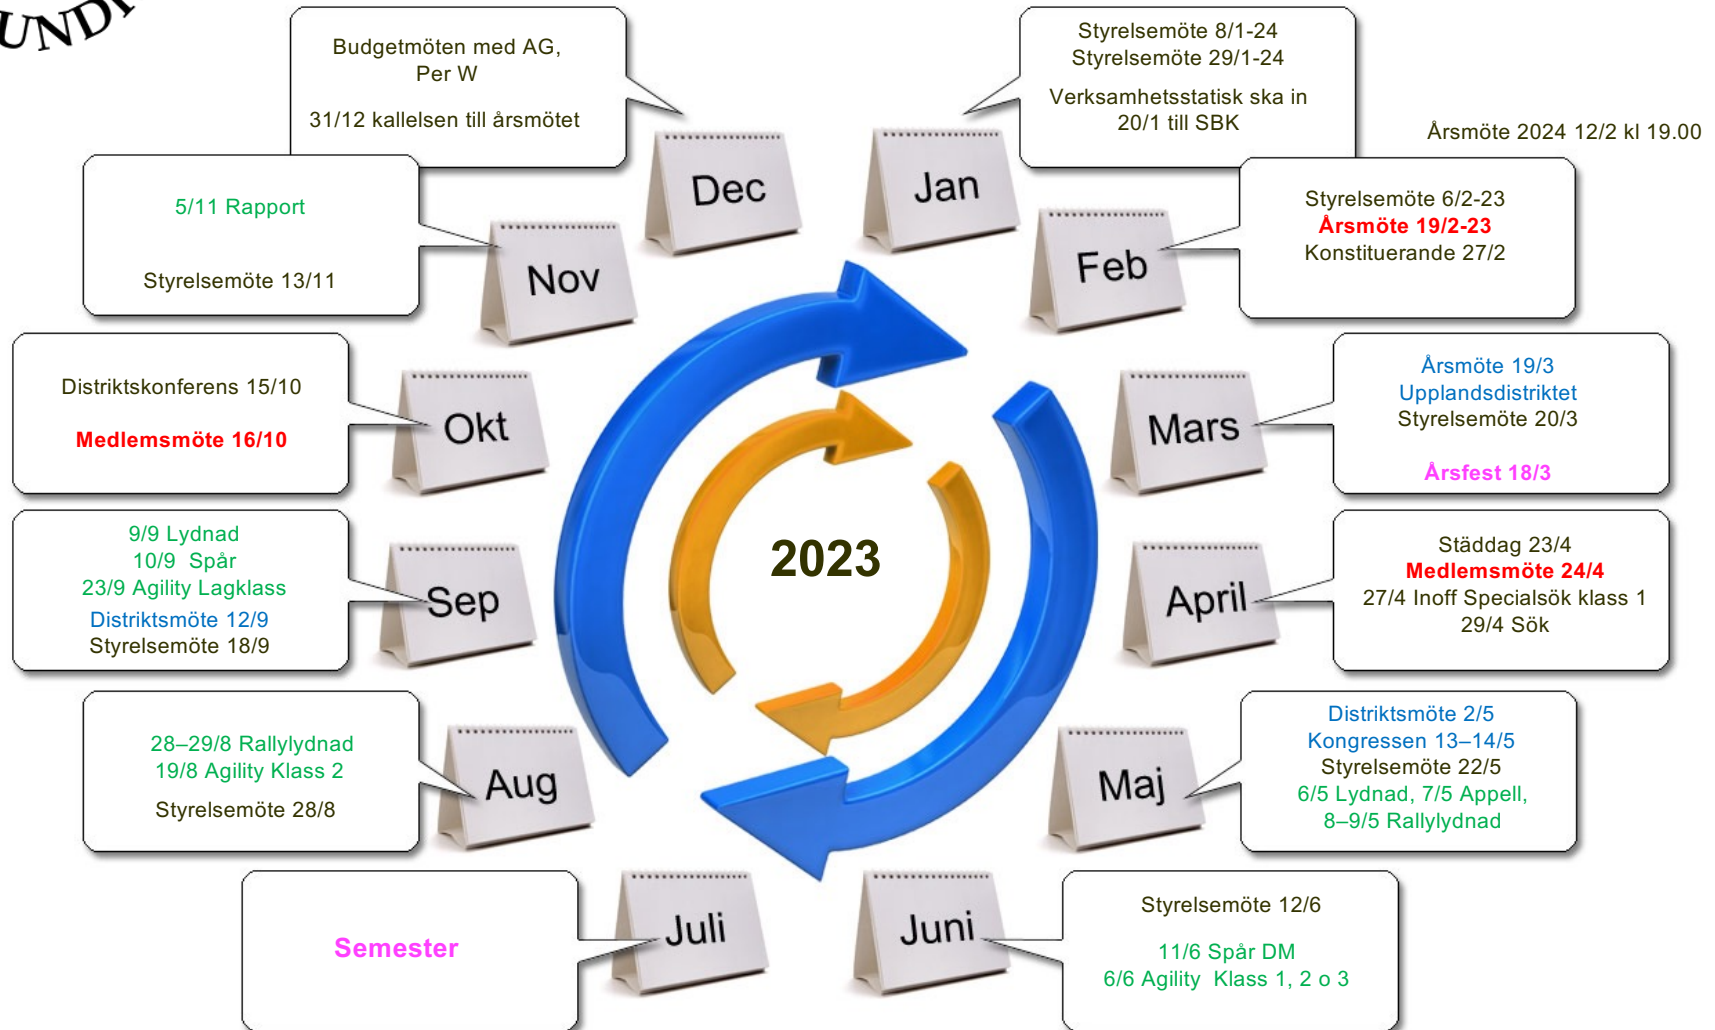 Budgetmöten med AG,
Per W
31/12 kallelsen till årsmötet
Dec
Styrelsemöte 8/1-24
Styrelsemöte 29/1-24
Verksamhetsstatisk ska in
20/1 till SBK
Jan
Årsmöte 2024 12/2 kl 19.00
Styrelsemöte 6/2-23
Årsmöte 19/2-23
Konstituerande 27/2
Feb
5/11 Rapport
Styrelsemöte 13/11
Nov
Distriktskonferens 15/10
Medlemsmöte 16/10
Okt
Årsmöte 19/3
Upplandsdistriktet
Styrelsemöte 20/3
Årsfest 18/3
Mars
9/9 Lydnad
10/9 Spår
23/9 Agility Lagklass
Distriktsmöte 12/9
Styrelsemöte 18/9
Sep
2023
Städdag 23/4
Medlemsmöte 24/4
27/4 Inoff Specialsök klass 1
29/4 Sök
April
28–29/8 Rallylydnad
19/8 Agility Klass 2
Styrelsemöte 28/8
Aug
Distriktsmöte 2/5
Kongressen 13–14/5
Styrelsemöte 22/5
6/5 Lydnad, 7/5 Appell,
8–9/5 Rallylydnad
Maj
Semester
Juli
Styrelsemöte 12/6
11/6 Spår DM
6/6 Agility Klass 1, 2 o 3
Juni